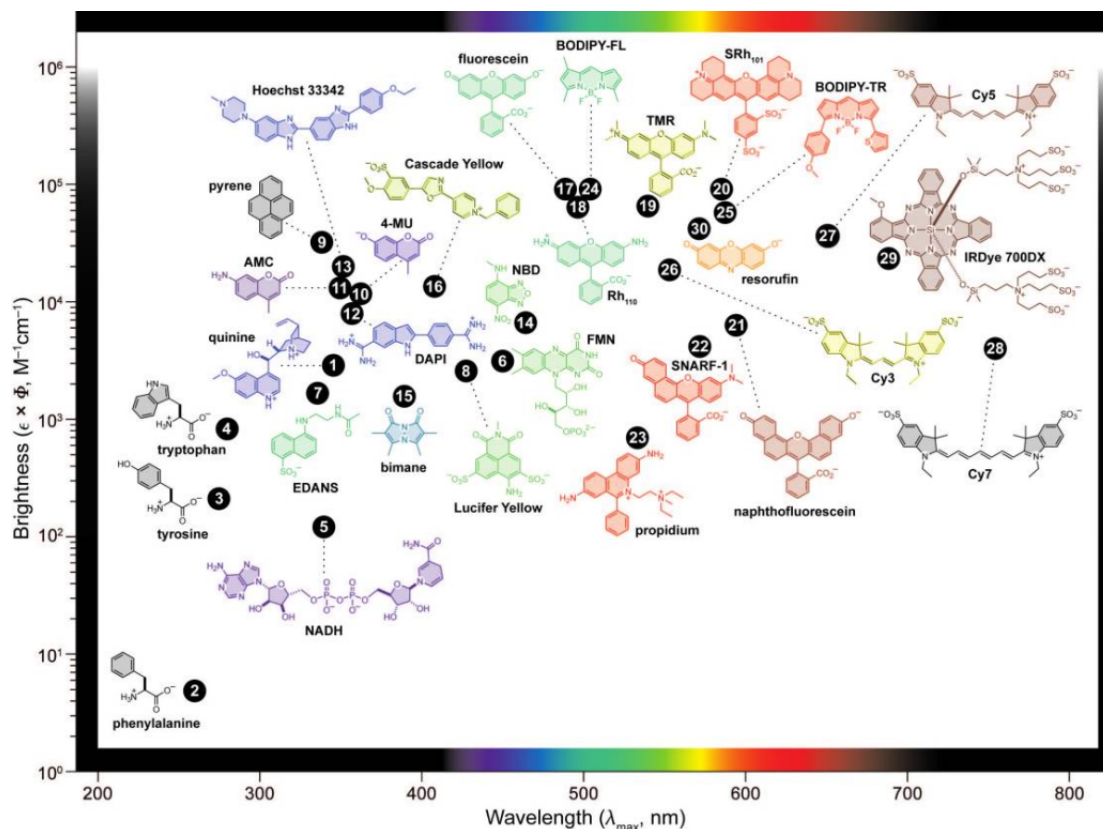 Brightness (ϵ × Φ, M⁻¹cm⁻¹)
10⁶
10⁵
10⁴
10³
10²
10¹
10⁰
fluorescein
BODIPY-FL
SRh₁₀₁
BODIPY-TR
Cy5
Hoechst 33342
TMR
Cascade Yellow
pyrene
4-MU
AMC
NBD
Rh₁₁₀
resorufin
IRDye 700DX
quinine
DAPI
FMN
SNARF-1
Cy3
tryptophan
EDANS
bimane
Lucifer Yellow
propidium
naphthofluorescein
Cy7
tyrosine
NADH
phenylalanine
17
24
18
20
25
19
30
27
29
9
13
11
10
12
16
26
14
21
22
28
1
7
8
6
15
4
23
3
5
2
200
300
400
500
600
700
800
Wavelength (λmax, nm)